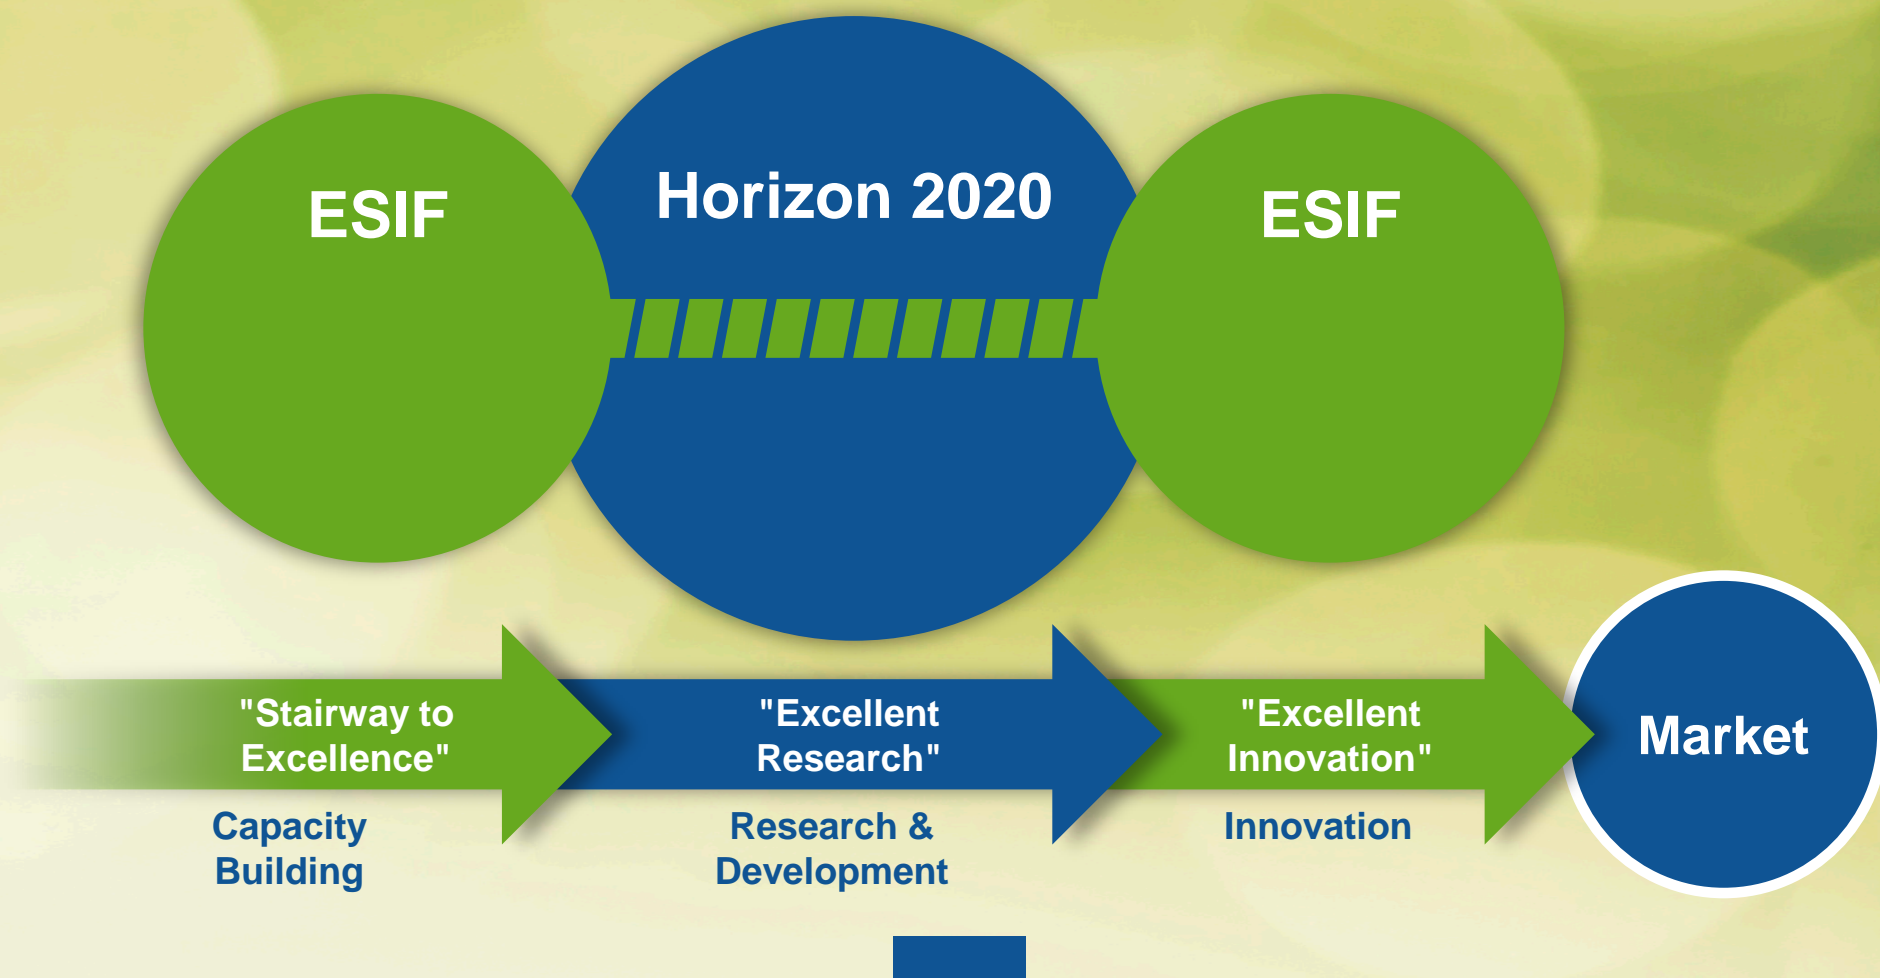 ESIF
Horizon 2020
ESIF
"Stairway to
Excellence"
"Excellent
Research"
"Excellent
Innovation"
Market
Capacity
Building
Research &
Development
Innovation